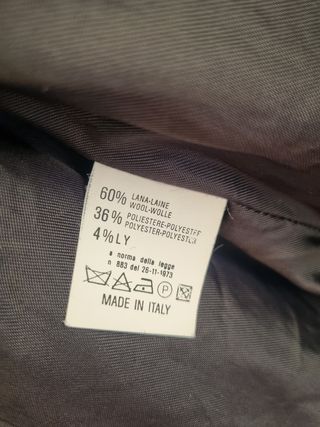 60% LANA-LAINE
WOOL-WOLLE
36% POLIESTERE-POLYESTER
POLYESTER-POLYESTER
4% LY
a norma della legge
n 883 del 26-11-1973
P
MADE IN ITALY